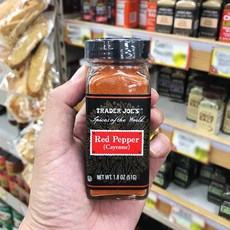 TRADER JOE'S
Spices of the World
Red Pepper
(Cayenne)
NET WT. 1.8 OZ (51G)